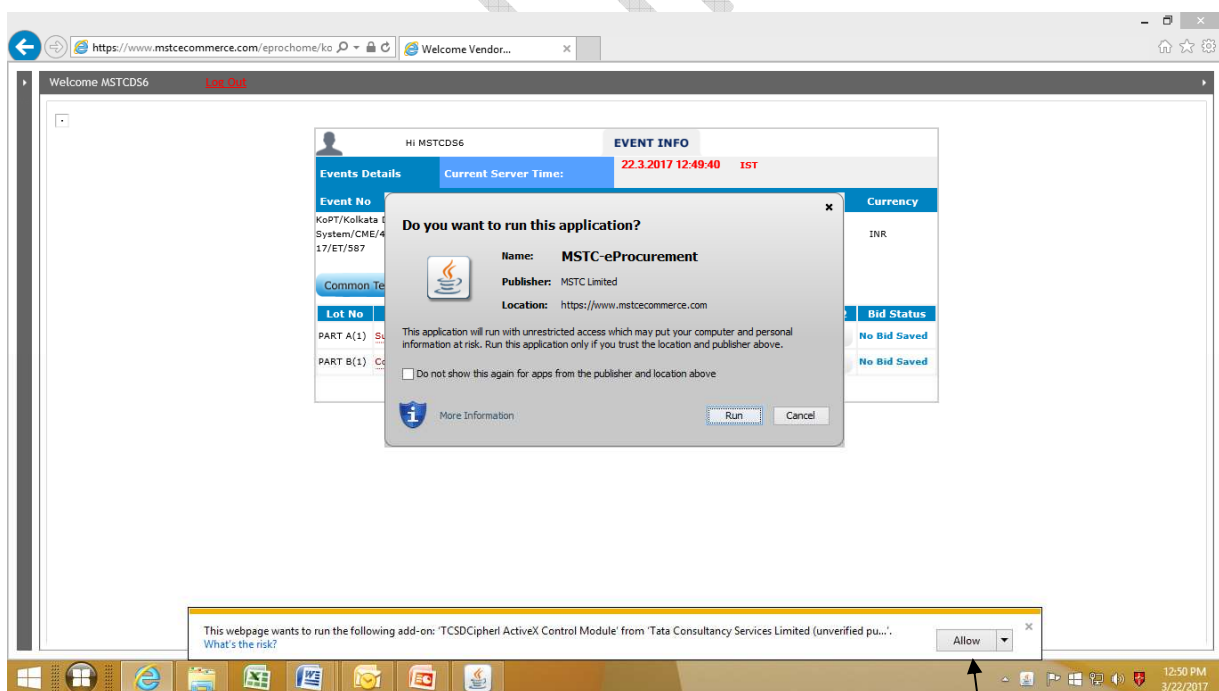 https://www.mstcecommerce.com/eprochome/ko
Welcome Vendor...
Welcome MSTCDS6 Log Out
Hi MSTCDS6 EVENT INFO
Events Details Current Server Time: 22.3.2017 12:49:40 IST
Event No Currency
KoPT/Kolkata
System/CME/4
17/ET/587
INR
Common Te
Lot No Bid Status
PART A(1) Su No Bid Saved
PART B(1) Co No Bid Saved
Do you want to run this application?
Name: MSTC-eProcurement
Publisher: MSTC Limited
Location: https://www.mstcecommerce.com
This application will run with unrestricted access which may put your computer and personal
information at risk. Run this application only if you trust the location and publisher above.
Do not show this again for apps from the publisher and location above
More Information Run Cancel
This webpage wants to run the following add-on: 'TCSDCipherl ActiveX Control Module' from 'Tata Consultancy Services Limited (unverified pu...'.
What's the risk?
Allow
12:50 PM
3/22/2017